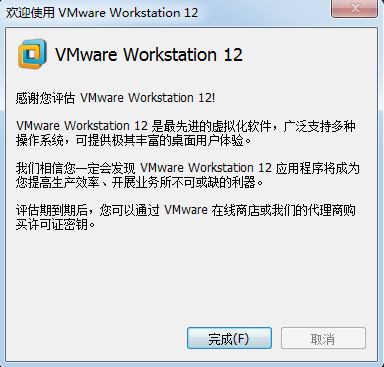 欢迎使用 VMware Workstation 12
VMware Workstation 12
感谢您评估 VMware Workstation 12!
VMware Workstation 12 是最先进的虚拟化软件，广泛支持多种
操作系统，可提供极其丰富的桌面用户体验。
我们相信您一定会发现 VMware Workstation 12 应用程序将成为
您提高生产效率、开展业务所不可或缺的利器。
评估期到期后，您可以通过 VMware 在线商店或我们的代理商购
买许可证密钥。
完成(F)
取消